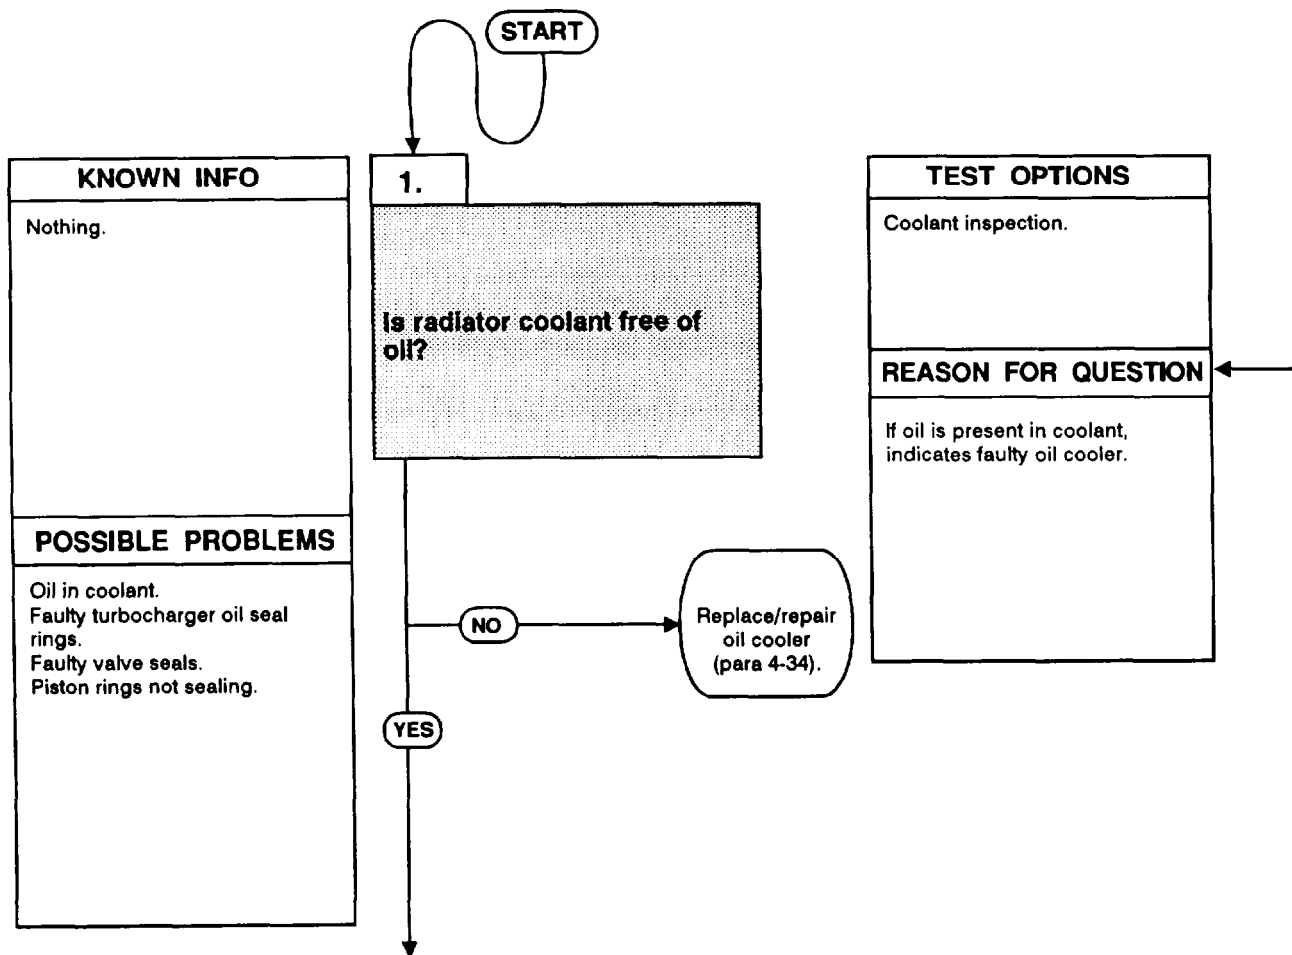 START
KNOWN INFO
Nothing.
POSSIBLE PROBLEMS
Oil in coolant.
Faulty turbocharger oil seal
rings.
Faulty valve seals.
Piston rings not sealing.
1.
Is radiator coolant free of
oil?
NO
Replace/repair
oil cooler
(para 4-34).
YES
TEST OPTIONS
Coolant inspection.
REASON FOR QUESTION
If oil is present in coolant,
indicates faulty oil cooler.